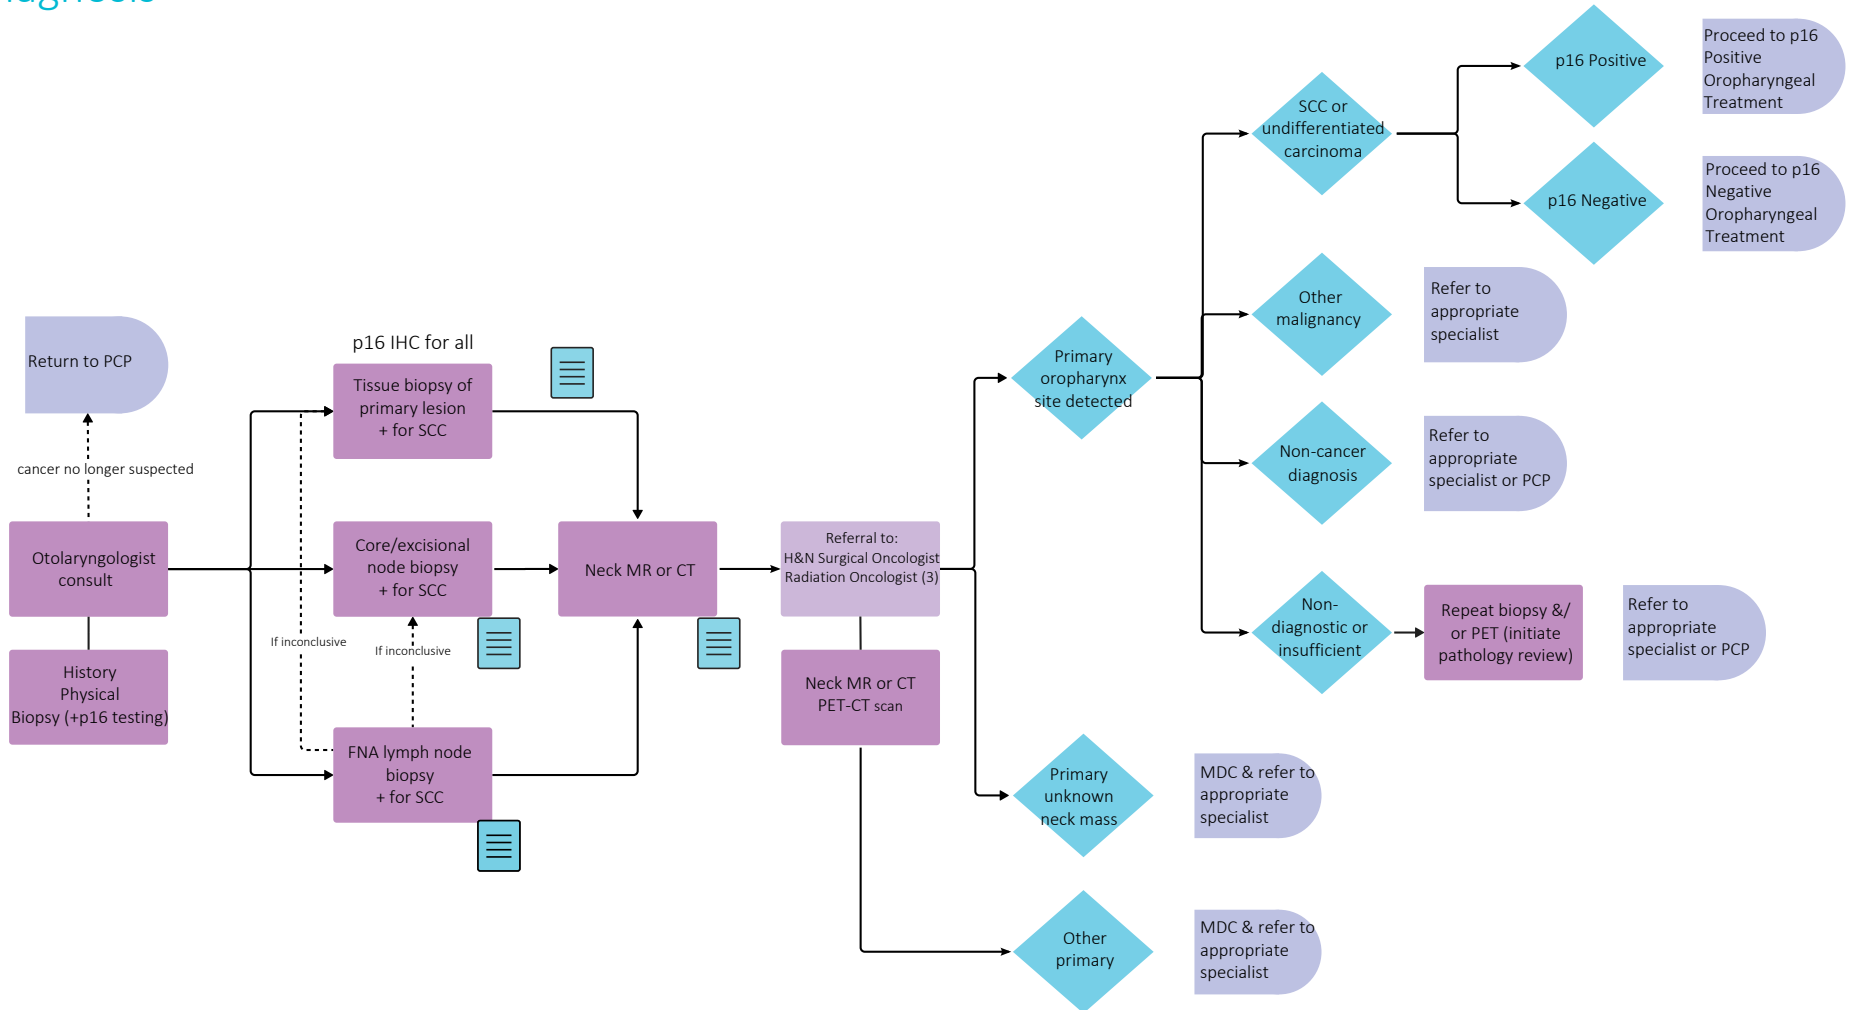 p16 Positive
Proceed to p16
Positive
Oropharyngeal
Treatment
SCC or
undifferentiated
carcinoma
p16 Negative
Proceed to p16
Negative
Oropharyngeal
Treatment
Other
malignancy
Refer to
appropriate
specialist
Return to PCP
cancer no longer suspected
p16 IHC for all
Tissue biopsy of
primary lesion
+ for SCC
Primary
oropharynx
site detected
Non-cancer
diagnosis
Refer to
appropriate
specialist or PCP
Otolaryngologist
consult
Core/excisional
node biopsy
+ for SCC
Neck MR or CT
Referral to:
H&N Surgical Oncologist
Radiation Oncologist (3)
Non-
diagnostic or
insufficient
Repeat biopsy &/
or PET (initiate
pathology review)
Refer to
appropriate
specialist or PCP
History
Physical
Biopsy (+p16 testing)
If inconclusive
If inconclusive
Neck MR or CT
PET-CT scan
FNA lymph node
biopsy
+ for SCC
Primary
unknown
neck mass
MDC & refer to
appropriate
specialist
Other
primary
MDC & refer to
appropriate
specialist